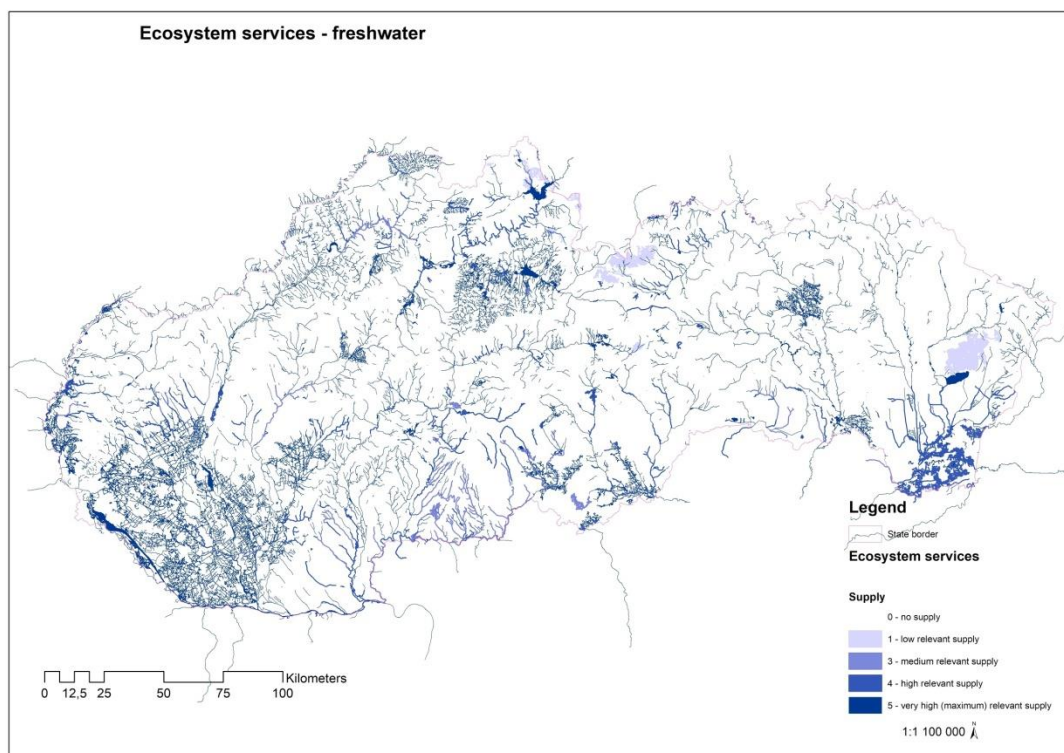 Ecosystem services - freshwater
Legend
State border
Ecosystem services
Supply
0 - no supply
1 - low relevant supply
3 - medium relevant supply
4 - high relevant supply
5 - very high (maximum) relevant supply
1:1 100 000
N
Kilometers
0 12,5 25 50 75 100